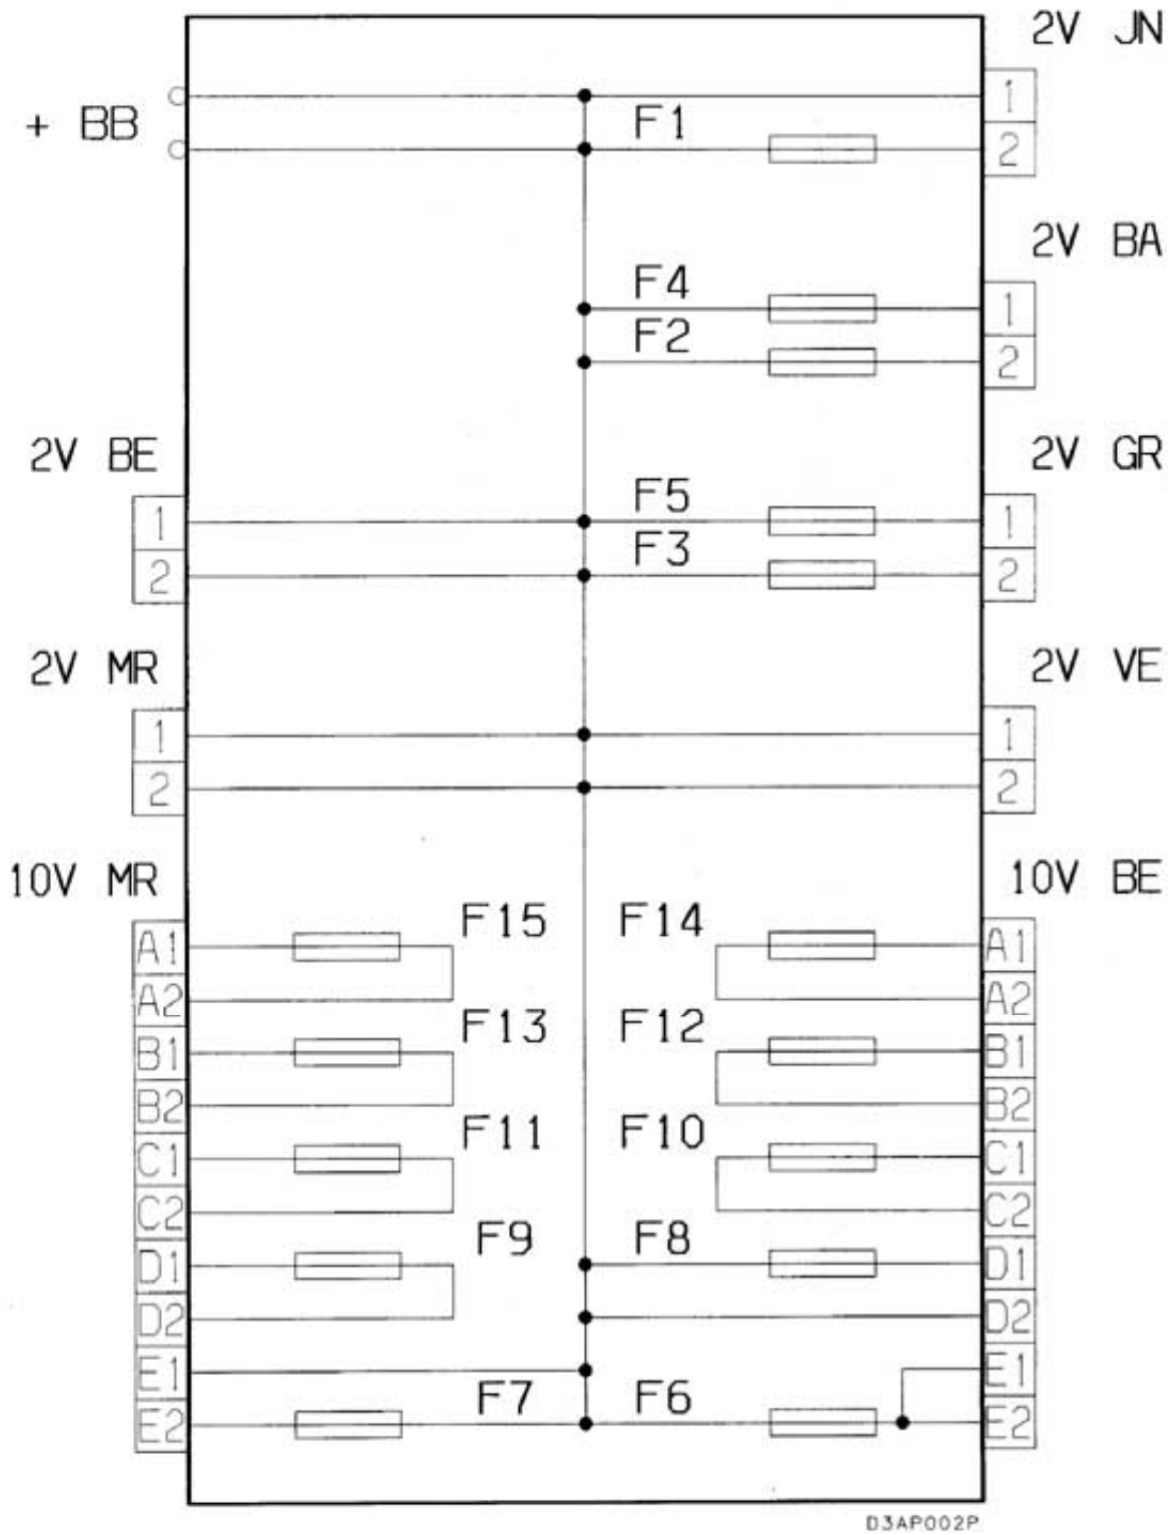 2V JN
1
+ BB
F1
2
2V BA
F4
1
F2
2
2V BE
2V GR
1
F5
1
2
F3
2
2V MR
2V VE
1
1
2
2
10V MR
10V BE
A1
F15
F14
A1
A2
A2
B1
F13
F12
B1
B2
B2
C1
F11
F10
C1
C2
C2
D1
F9
F8
D1
D2
D2
E1
E1
E2
F7
F6
E2
D3AP002P